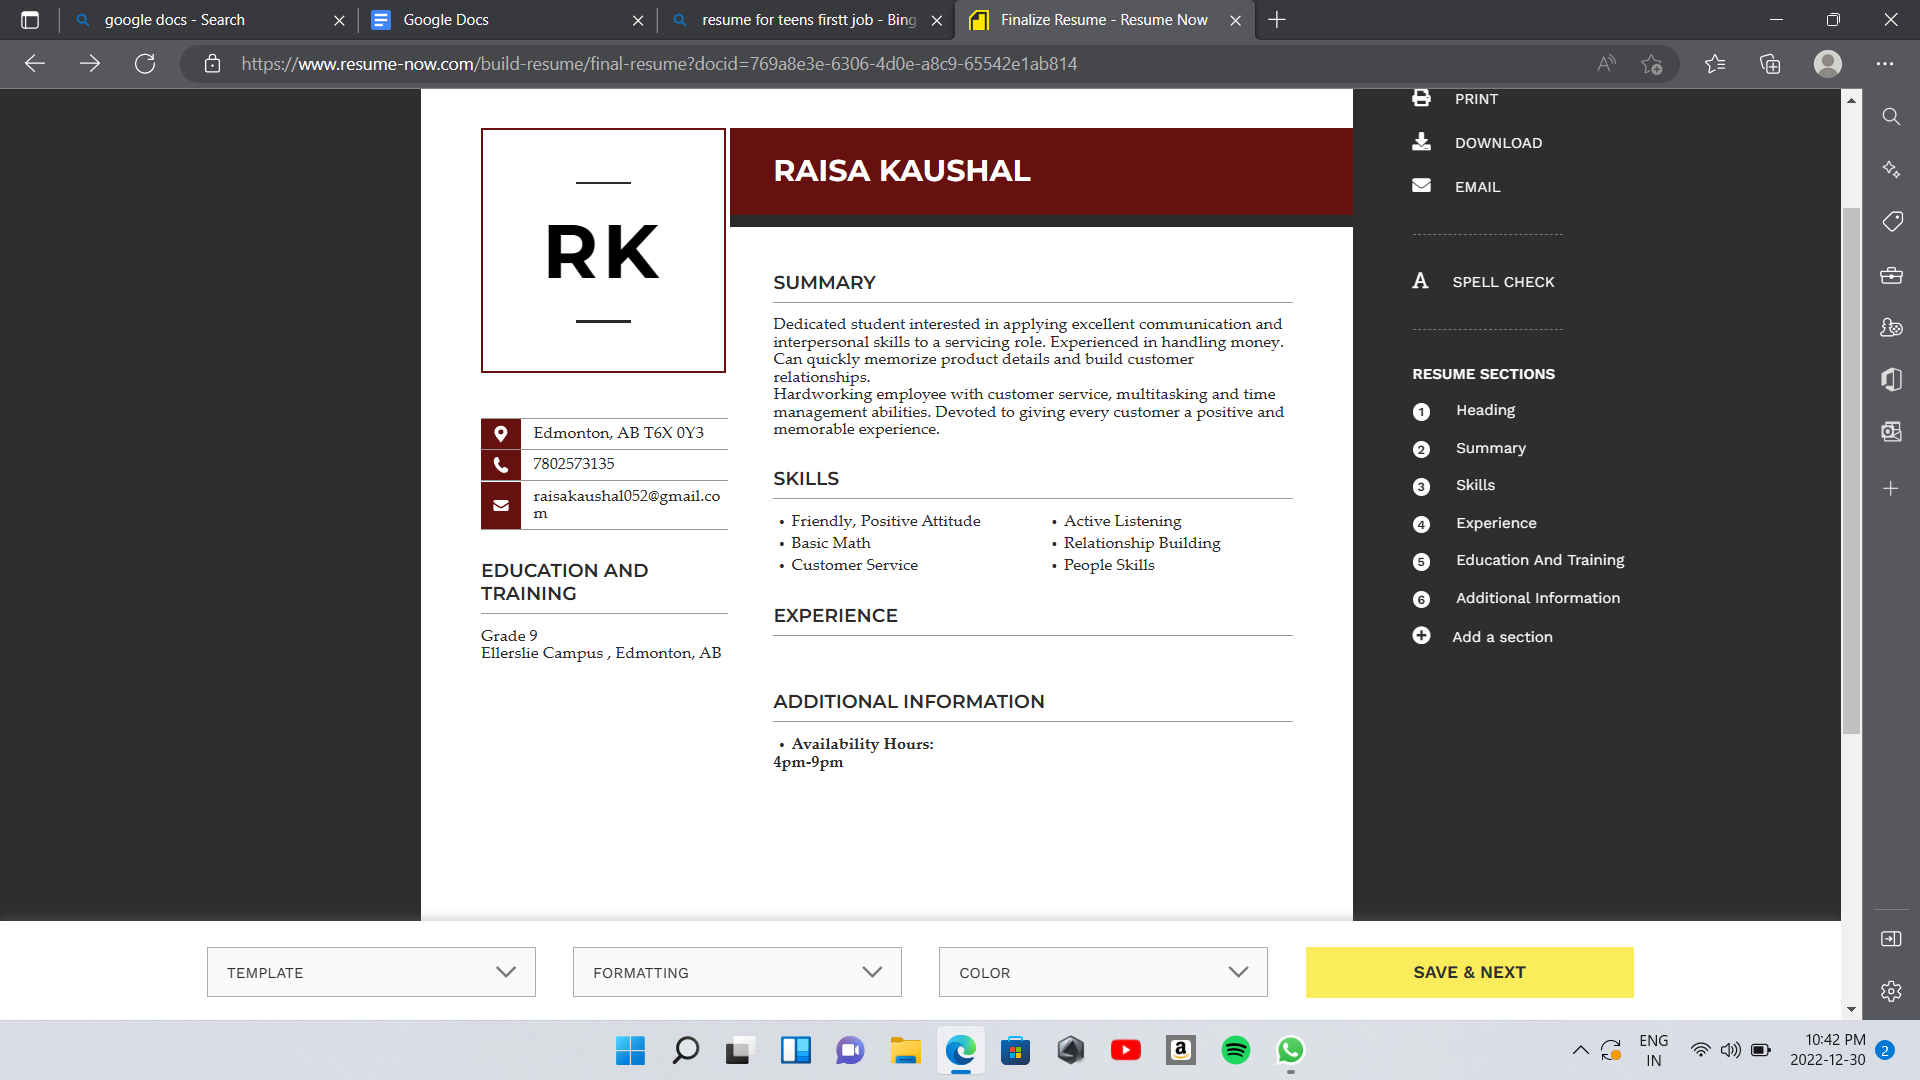 google docs - Search
Google Docs
resume for teens firstt job - Bing
Finalize Resume - Resume Now
https://www.resume-now.com/build-resume/final-resume?docid=769a8e3e-6306-4d0e-a8c9-65542e1ab814
RK
RAISA KAUSHAL
SUMMARY
Dedicated student interested in applying excellent communication and
interpersonal skills to a servicing role. Experienced in handling money.
Can quickly memorize product details and build customer
relationships.
Hardworking employee with customer service, multitasking and time
management abilities. Devoted to giving every customer a positive and
memorable experience.
Edmonton, AB T6X 0Y3
7802573135
raisakaushal052@gmail.co
m
SKILLS
• Friendly, Positive Attitude
• Basic Math
• Customer Service
• Active Listening
• Relationship Building
• People Skills
EDUCATION AND
TRAINING
Grade 9
Ellerslie Campus , Edmonton, AB
EXPERIENCE
ADDITIONAL INFORMATION
• Availability Hours:
4pm-9pm
PRINT
DOWNLOAD
EMAIL
A SPELL CHECK
RESUME SECTIONS
1 Heading
2 Summary
3 Skills
4 Experience
5 Education And Training
6 Additional Information
Add a section
TEMPLATE
FORMATTING
COLOR
SAVE & NEXT
ENG
IN
10:42 PM
2022-12-30
2